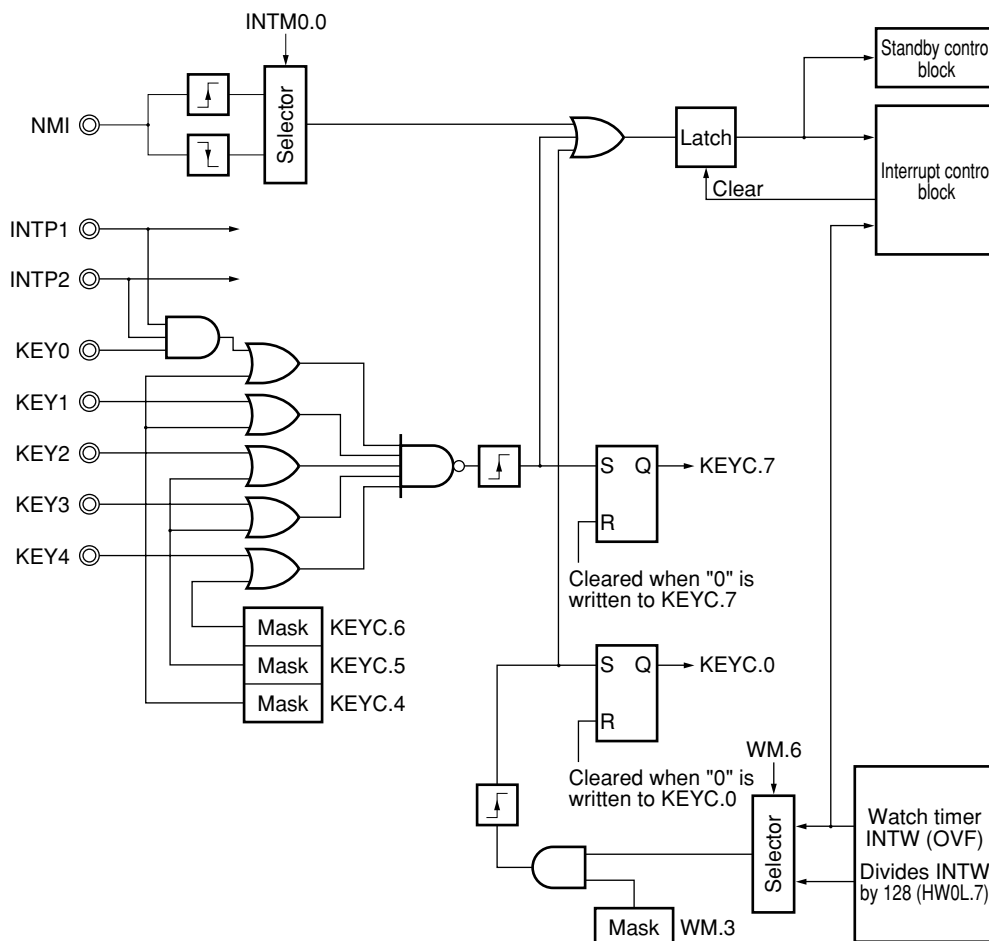 INTM0.0
Standby contro
block
NMI
Selector
Latch
Clear
Interrupt contro
block
INTP1
INTP2
KEY0
KEY1
KEY2
KEY3
KEY4
S Q
KEYC.7
R
Cleared when "0" is
written to KEYC.7
Mask KEYC.6
Mask KEYC.5
Mask KEYC.4
S Q
KEYC.0
R
Cleared when "0" is
written to KEYC.0
WM.6
Selector
Watch timer
INTW (OVF)
Divides INTW
by 128 (HW0L.7)
Mask WM.3